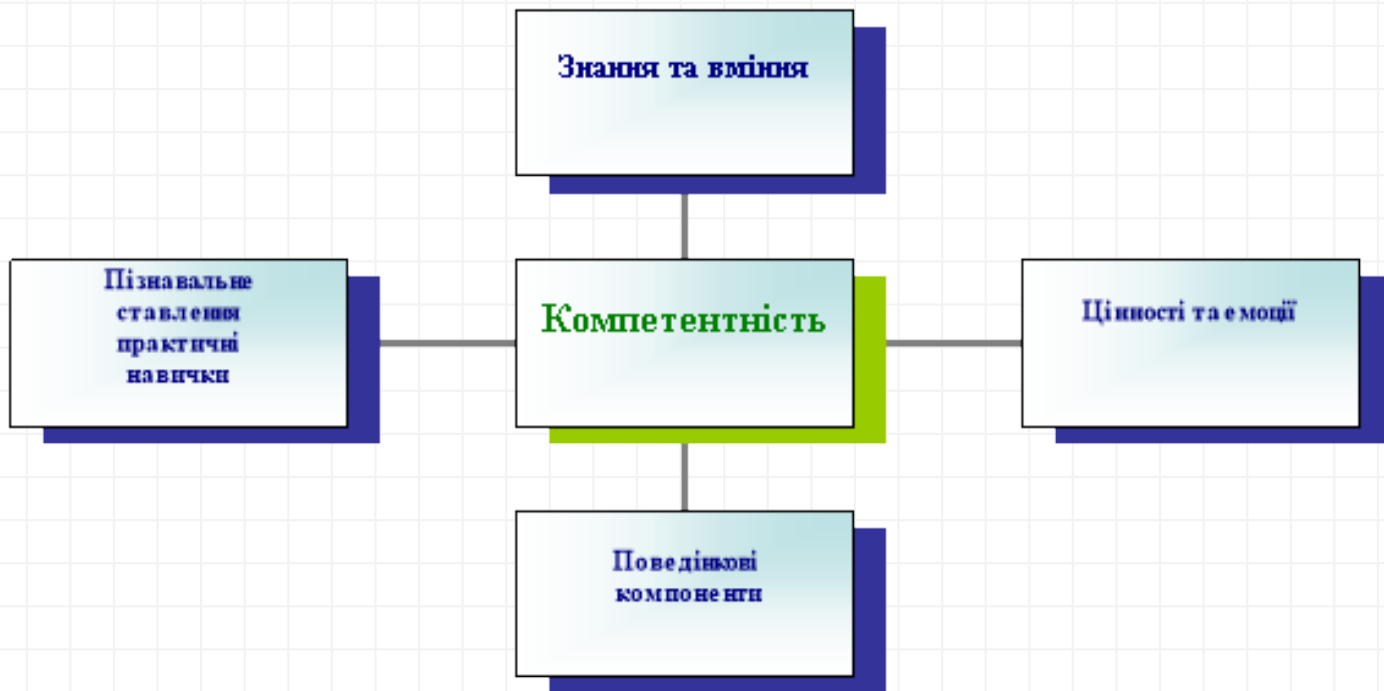 Знання та вміння
Пізнавальне
ставлення
практичні
навички
Компетентність
Цінності та емоції
Поведінкові
компоненти